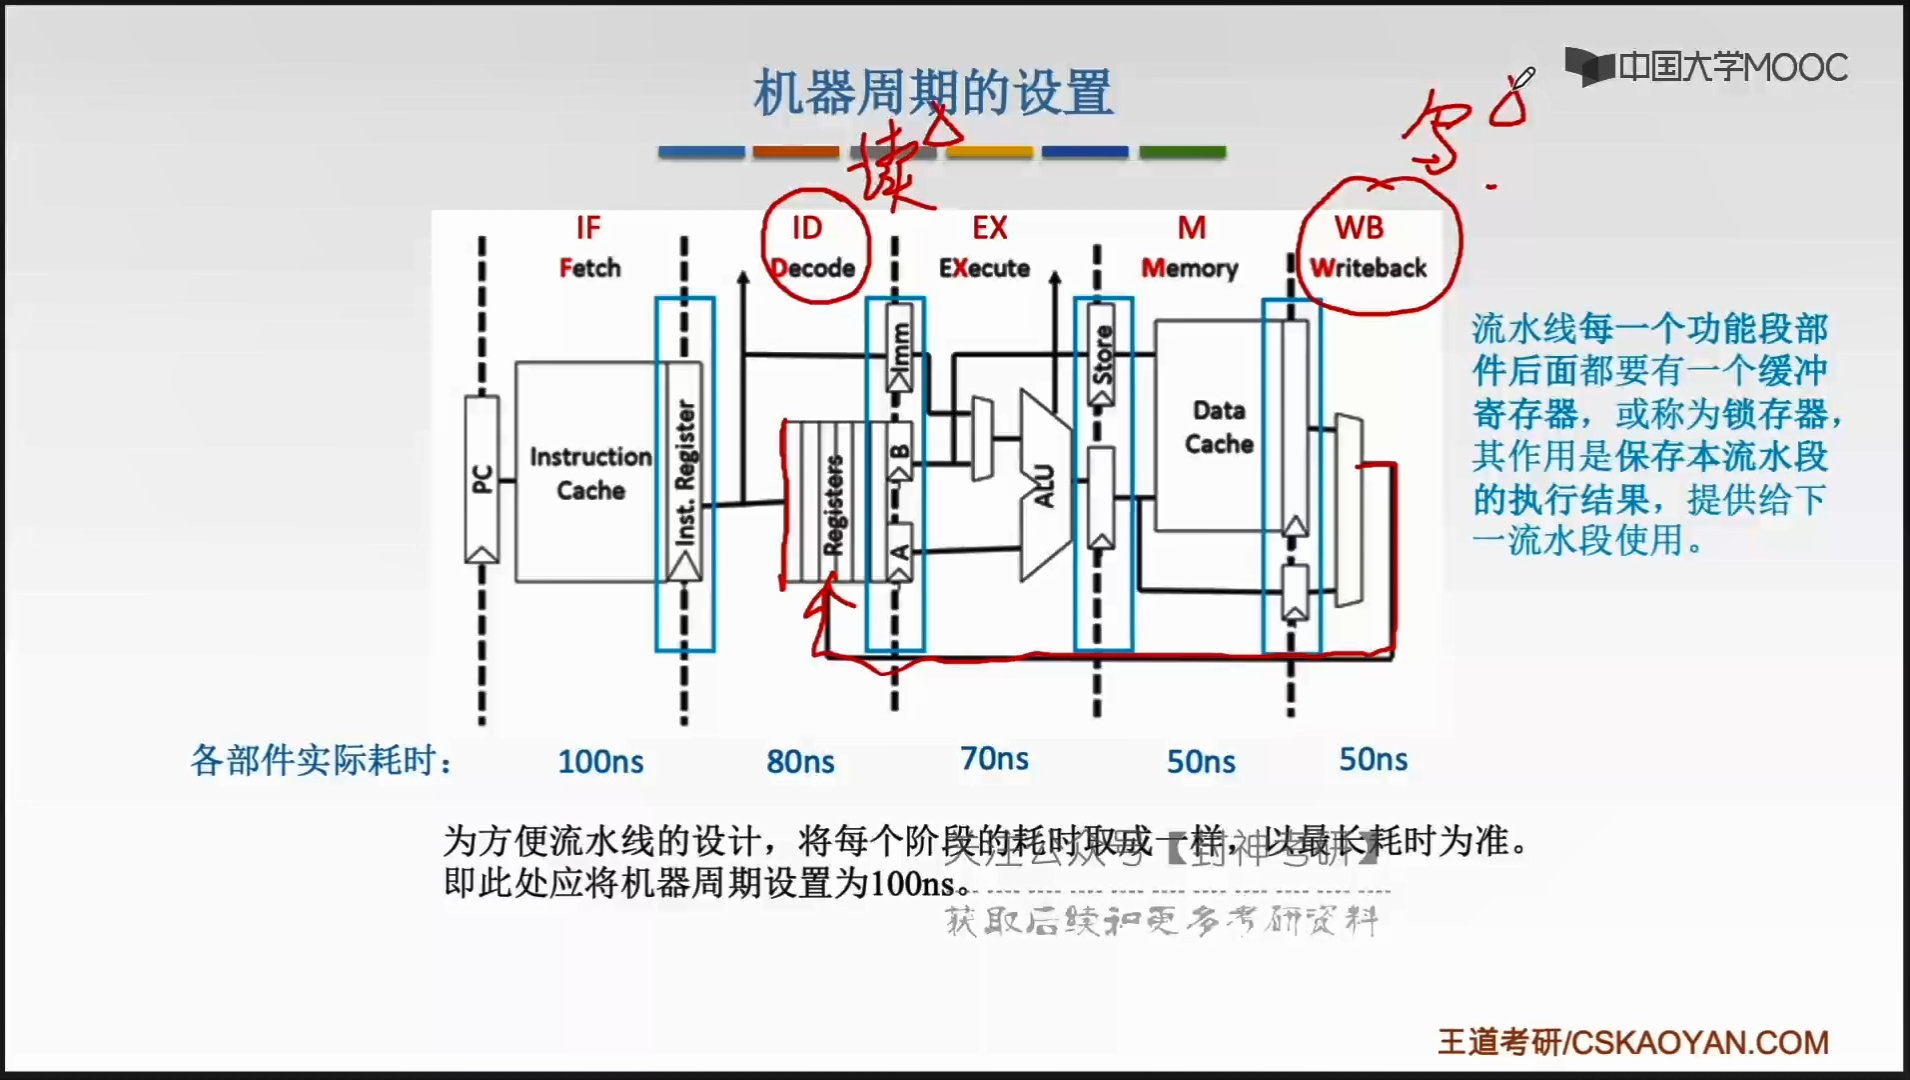 中国大学MOOC
机器周期的设置
读
写
IF
ID
EX
M
WB
Fetch
Decode
EXecute
Memory
Writeback
PC
Instruction
Cache
Inst. Register
Registers
Imm
B
A
ALU
Store
Data
Cache
流水线每一个功能段部
件后面都要有一个缓冲
寄存器，或称为锁存器，
其作用是保存本流水段
的执行结果，提供给下
一流水段使用。
各部件实际耗时：
100ns
80ns
70ns
50ns
50ns
为方便流水线的设计，将每个阶段的耗时取成一样，以最长耗时为准。
即此处应将机器周期设置为100ns。
关注公众号【封神考研】
获取后续和更多考研资料
王道考研/CSKAOYAN.COM